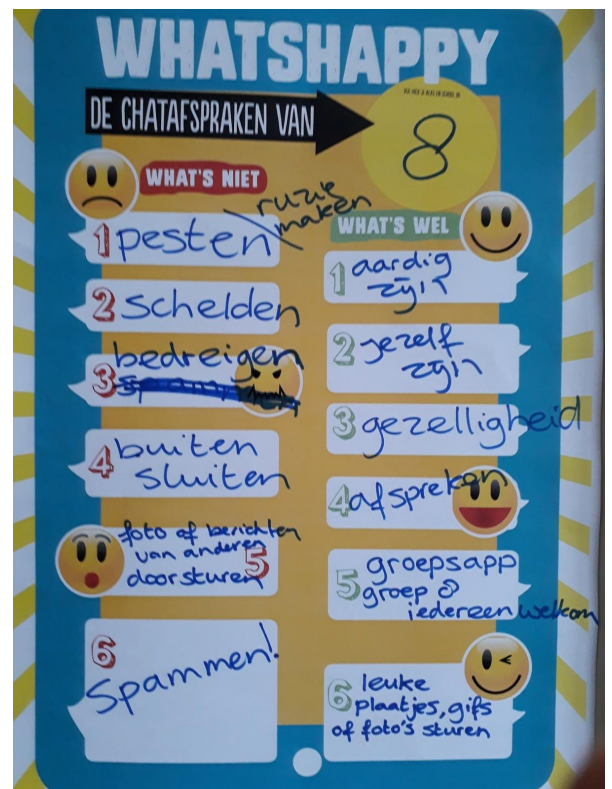 WHATSHAPPY
DE CHATAFSPRAKEN VAN
8
WHAT'S NIET
1 pesten
ruzie
maken
2 schelden
3 bedreigen
4 buiten
sluiten
foto of berichten
van anderen
doorsturen 5
6
Spammen!
WHAT'S WEL
1 aardig
zijn
2 jezelf
zijn
3 gezelligheid
4 afspreken
5 groepsapp
groep 8
iedereen welkom
6 leuke
plaatjes, gifs
of foto's sturen